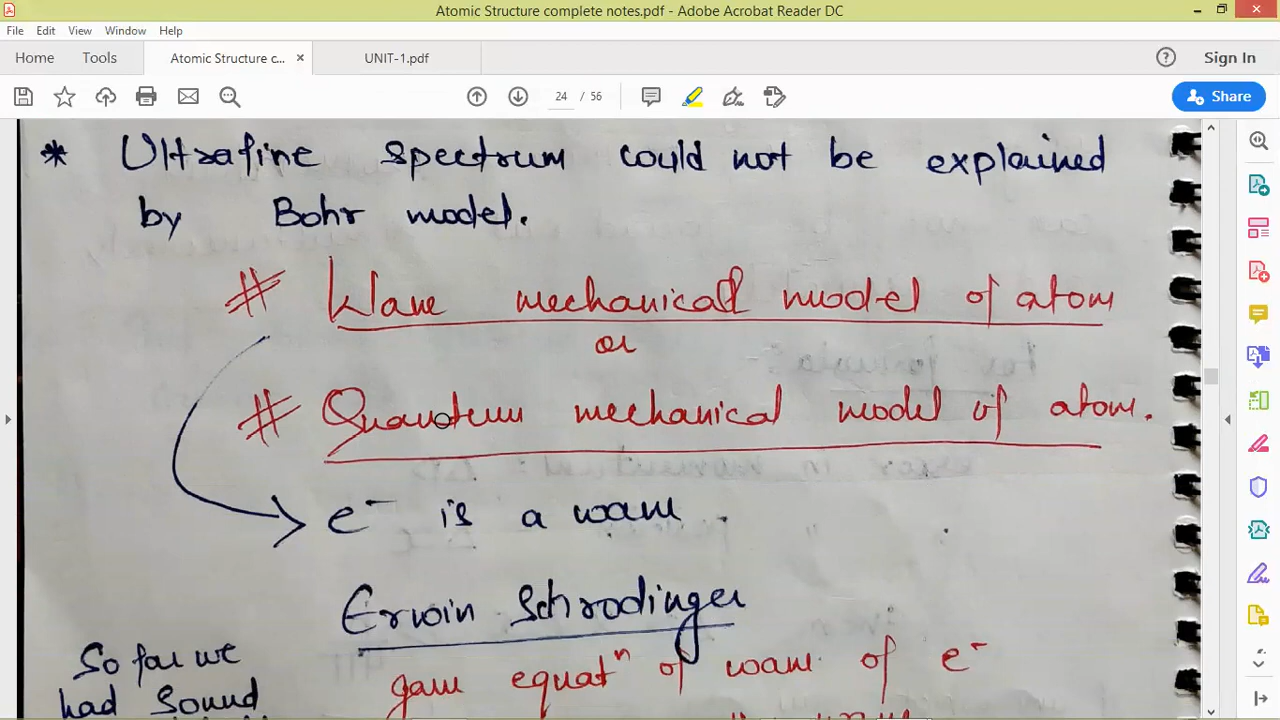 Atomic Structure complete notes.pdf - Adobe Acrobat Reader DC
File Edit View Window Help
Home Tools Atomic Structure c... × UNIT-1.pdf Sign In
24 / 56 Share
* Ultrafine spectrum could not be explained
by Bohr model.
# Wave mechanical model of atom
or
# Quantum mechanical model of atom.
e⁻ is a wave.
Erwin Schrodinger
So far we
had sound
gave equatⁿ of wave of e⁻